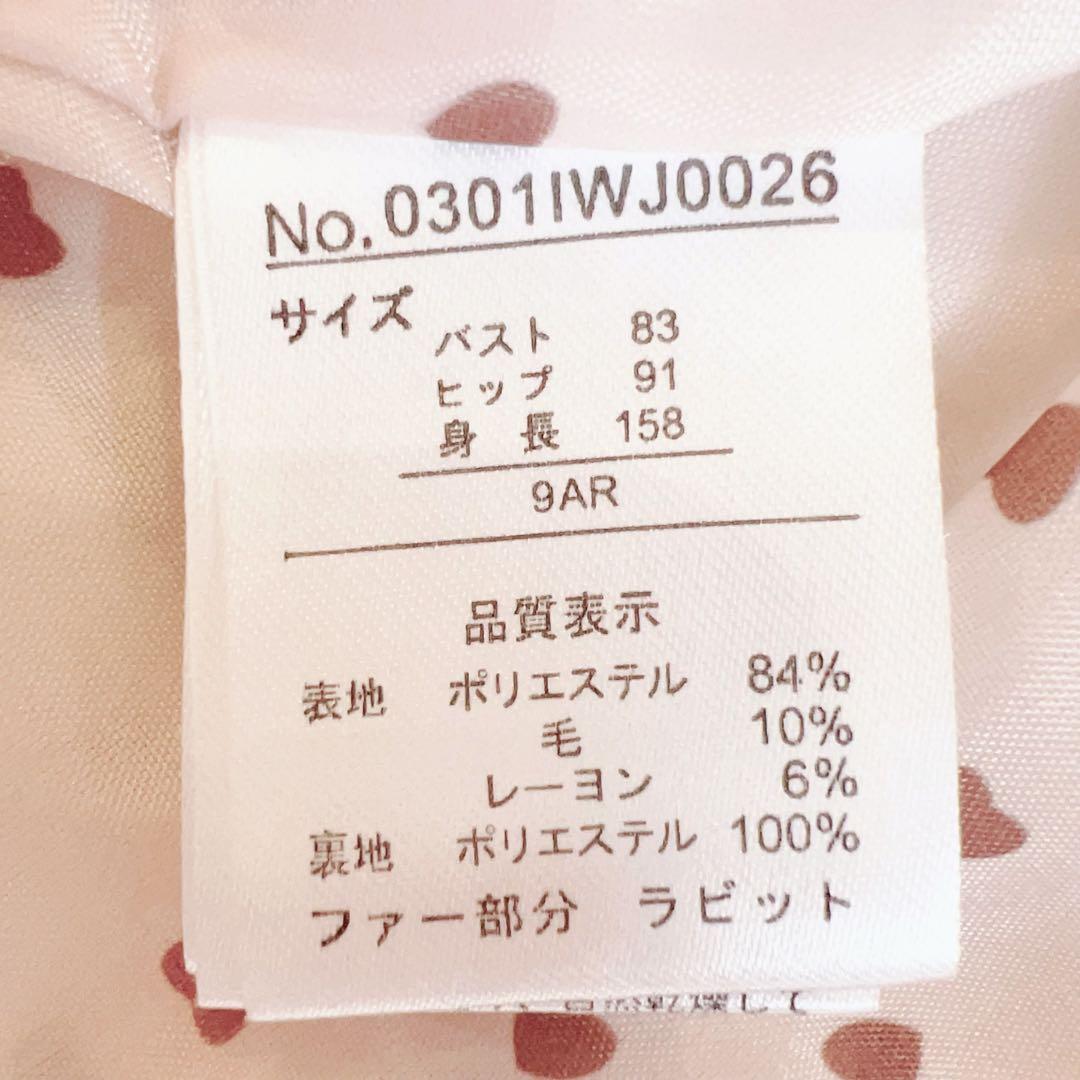 No.0301IWJ0026
サイズ
バスト 83
ヒップ 91
身 長 158
9AR
品質表示
表地 ポリエステル 84%
毛 10%
レーヨン 6%
裏地 ポリエステル 100%
ファー部分 ラビット